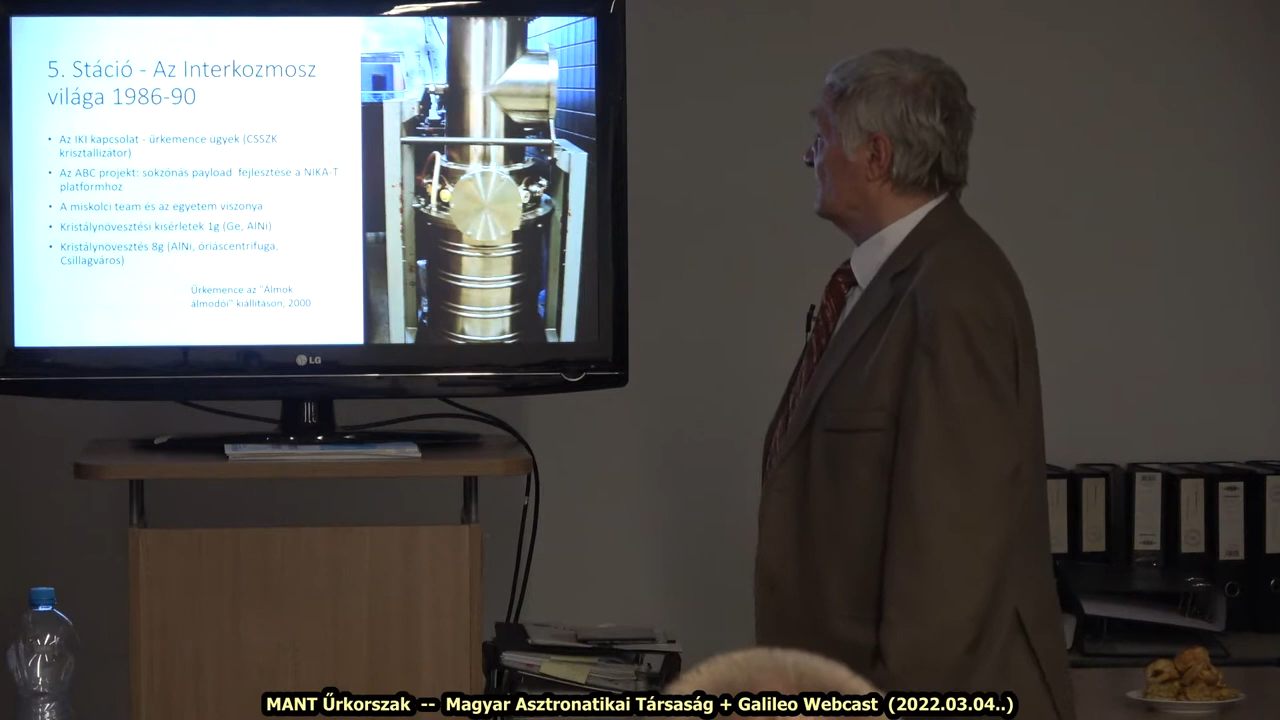 5. Stáció - Az Interkozmosz
világa 1986-90
• Az IKI kapcsolat - űrkemence ügyek (CSSZK
krisztallizátor)
• Az ABC projekt: sokzónás payload fejlesztése a NIKA-T
platformhoz
• A miskolci team és az egyetem viszonya
• Kristálynövesztési kísérletek 1g (Ge, AlNi)
• Kristálynövesztés 8g (AlNi, óriáscentrifuga,
Csillagváros)
Űrkemence az "Álmok
álmodói" kiállításon, 2000
LG
MANT Űrkorszak -- Magyar Asztronatikai Társaság + Galileo Webcast (2022.03.04..)